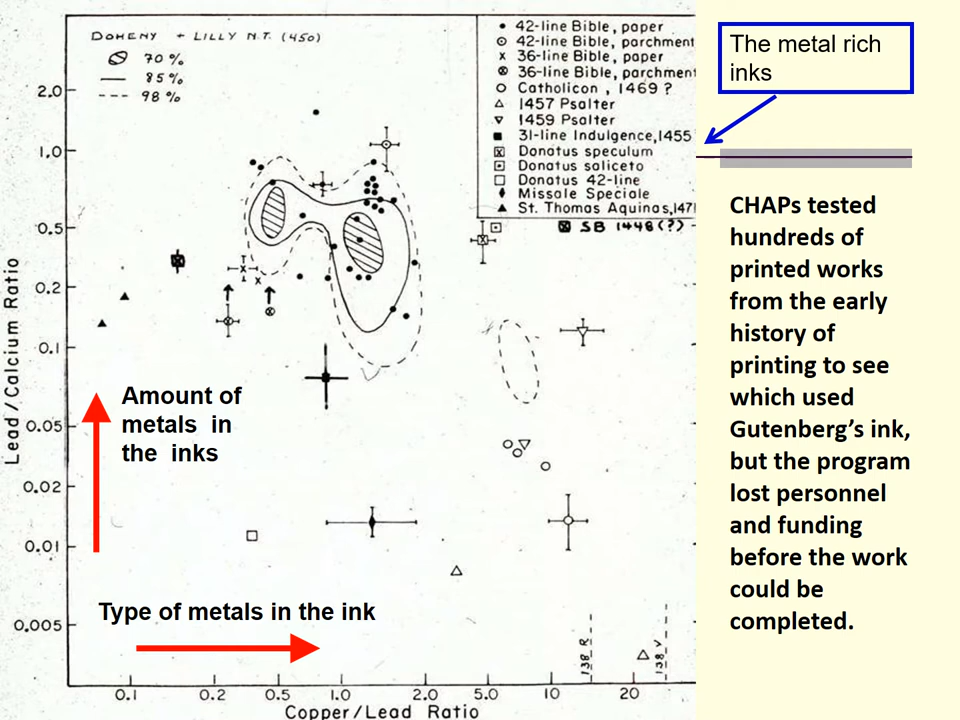 DOHENY + LILLY N.T. (450)
70 %
85 %
98 %
42-line Bible, paper
42-line Bible, parchment
36-line Bible, paper
36-line Bible, parchment
Catholicon, 1469 ?
1457 Psalter
1459 Psalter
31-line Indulgence, 1455
Donatus speculum
Donatus saliceto
Donatus 42-line
Missale Speciale
St. Thomas Aquinas, 147
SB 1448(?)
The metal rich
inks
CHAPs tested
hundreds of
printed works
from the early
history of
printing to see
which used
Gutenberg's ink,
but the program
lost personnel
and funding
before the work
could be
completed.
Lead/Calcium Ratio
2.0
1.0
0.5
0.2
0.1
0.05
0.02
0.01
0.005
Amount of
metals in
the inks
Type of metals in the ink
138 R
138 V
0.1 0.2 0.5 1.0 2.0 5.0 10 20
Copper/Lead Ratio